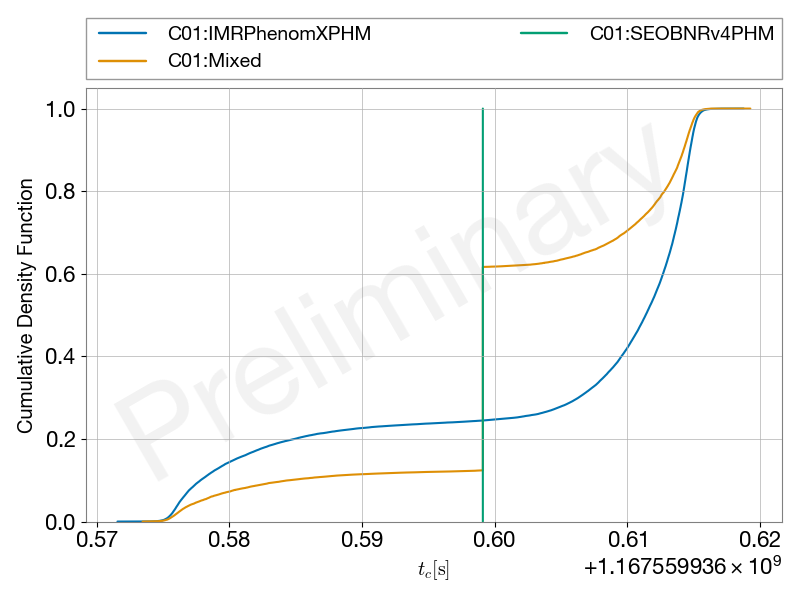 C01:IMRPhenomXPHM
C01:Mixed
C01:SEOBNRv4PHM
Cumulative Density Function
1.0
0.8
0.6
0.4
0.2
0.0
Preliminary
0.57 0.58 0.59 0.60 0.61 0.62
t_c[s]
+1.167559936 × 10⁹